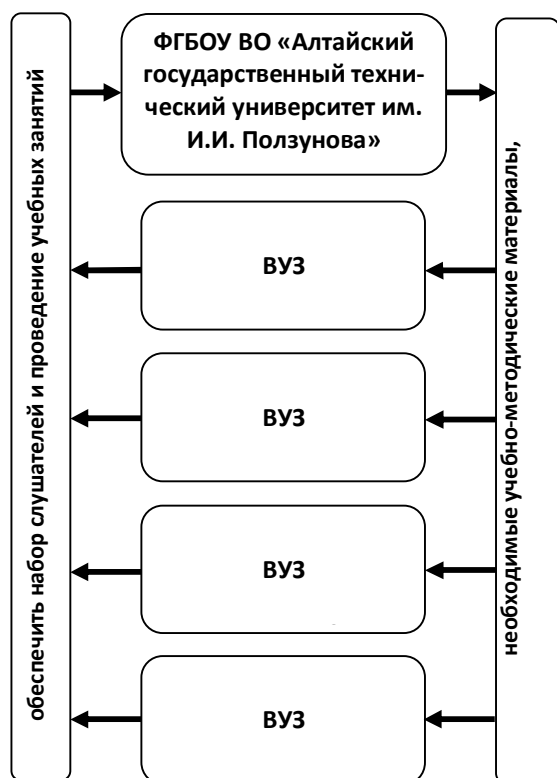 обеспечить набор слушателей и проведение учебных занятий
ФГБОУ ВО «Алтайский
государственный техни-
ческий университет им.
И.И. Ползунова»
ВУЗ
ВУЗ
ВУЗ
ВУЗ
необходимые учебно-методические материалы,